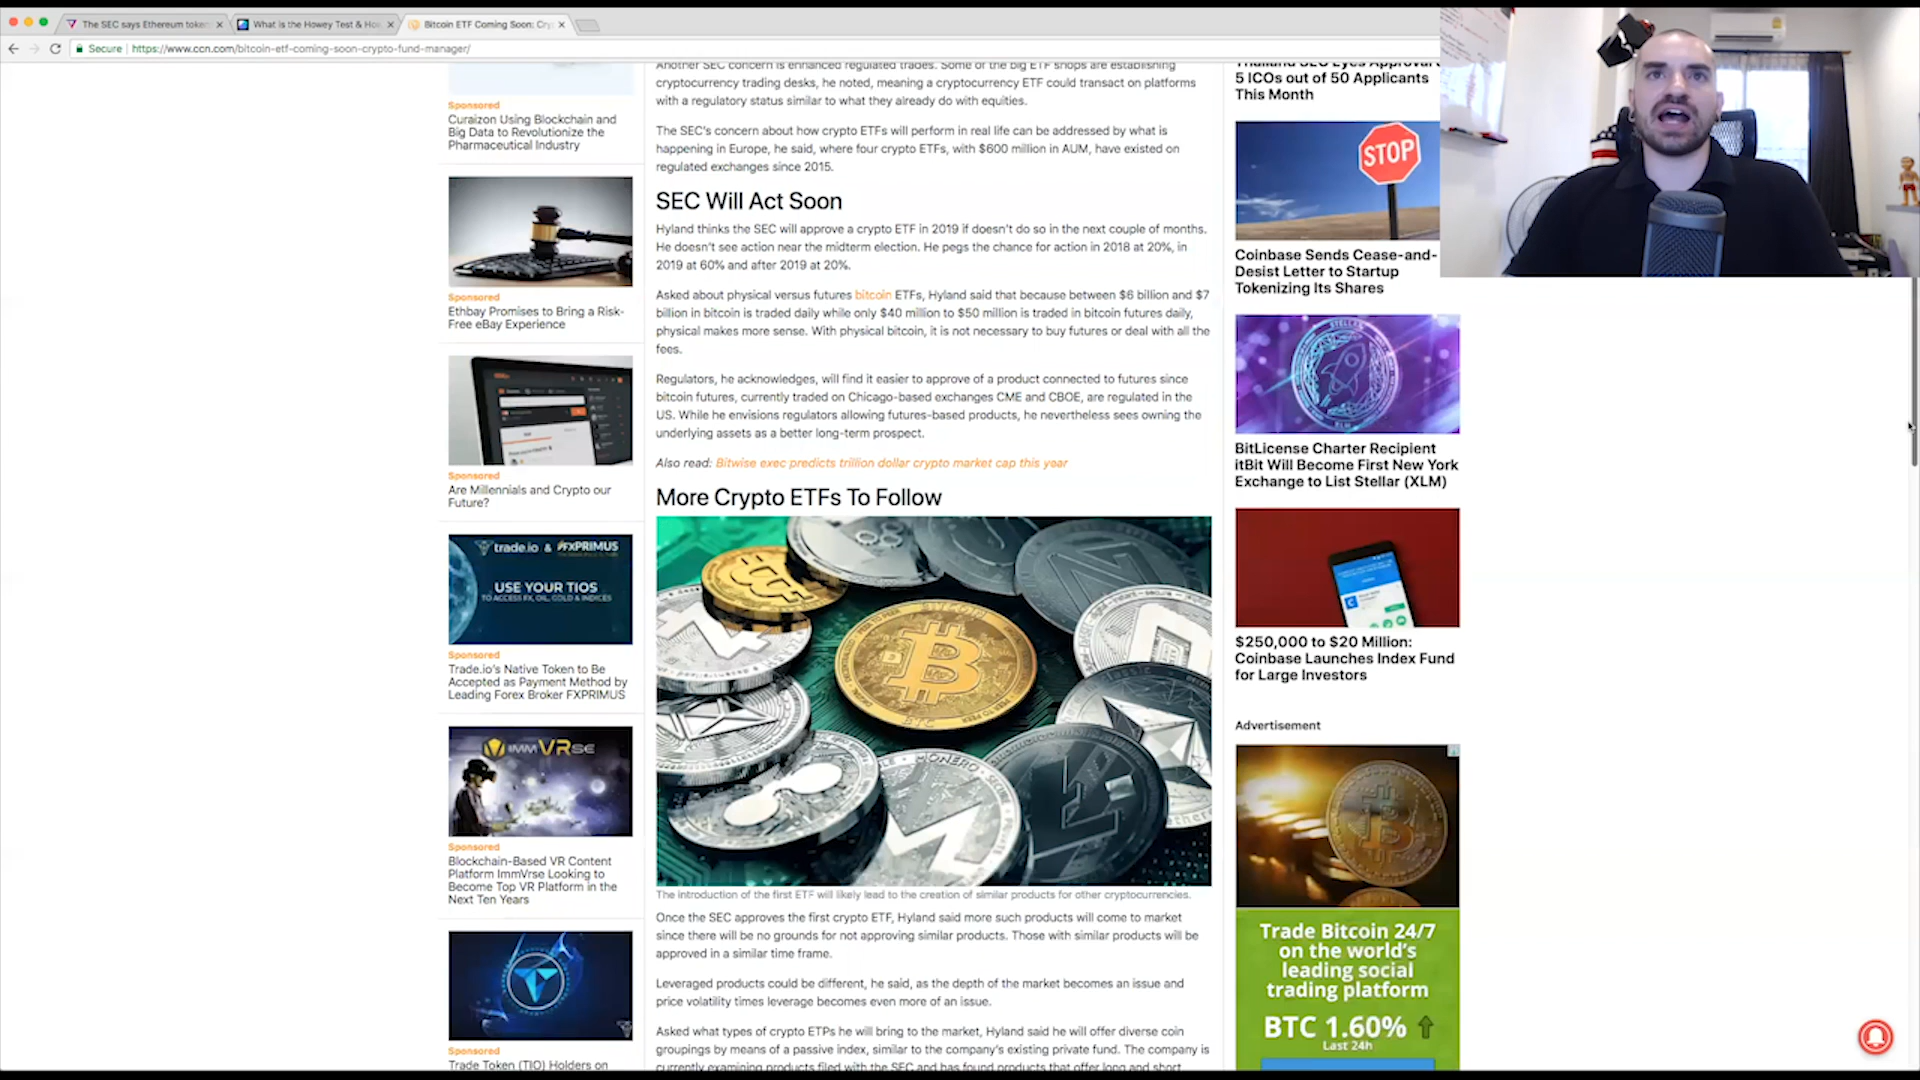 The SEC says Ethereum token
What is the Howey Test & How
Bitcoin ETF Coming Soon: Cry
Secure
https://www.ccn.com/bitcoin-etf-coming-soon-crypto-fund-manager/
Sponsored
Curaizon Using Blockchain and
Big Data to Revolutionize the
Pharmaceutical Industry
Sponsored
Ethbay Promises to Bring a Risk-
Free eBay Experience
Sponsored
Are Millennials and Crypto our
Future?
trade.io & FXPRIMUS
USE YOUR TIOS
TO ACCESS FX, OIL, GOLD & INDICES
Sponsored
Trade.io's Native Token to Be
Accepted as Payment Method by
Leading Forex Broker FXPRIMUS
IMMVRSE
Sponsored
Blockchain-Based VR Content
Platform ImmVrse Looking to
Become Top VR Platform in the
Next Ten Years
Sponsored
Trade Token (TIO) Holders on
Another SEC concern is enhanced regulated trades. Some of the big ETF shops are establishing
cryptocurrency trading desks, he noted, meaning a cryptocurrency ETF could transact on platforms
with a regulatory status similar to what they already do with equities.
The SEC's concern about how crypto ETFs will perform in real life can be addressed by what is
happening in Europe, he said, where four crypto ETFs, with $600 million in AUM, have existed on
regulated exchanges since 2015.
SEC Will Act Soon
Hyland thinks the SEC will approve a crypto ETF in 2019 if doesn't do so in the next couple of months.
He doesn't see action near the midterm election. He pegs the chance for action in 2018 at 20%, in
2019 at 60% and after 2019 at 20%.
Asked about physical versus futures bitcoin ETFs, Hyland said that because between $6 billion and $7
billion in bitcoin is traded daily while only $40 million to $50 million is traded in bitcoin futures daily,
physical makes more sense. With physical bitcoin, it is not necessary to buy futures or deal with all the
fees.
Regulators, he acknowledges, will find it easier to approve of a product connected to futures since
bitcoin futures, currently traded on Chicago-based exchanges CME and CBOE, are regulated in the
US. While he envisions regulators allowing futures-based products, he nevertheless sees owning the
underlying assets as a better long-term prospect.
Also read: Bitwise exec predicts trillion dollar crypto market cap this year
More Crypto ETFs To Follow
BITCOIN
BTC
MONERO
The introduction of the first ETF will likely lead to the creation of similar products for other cryptocurrencies.
Once the SEC approves the first crypto ETF, Hyland said more such products will come to market
since there will be no grounds for not approving similar products. Those with similar products will be
approved in a similar time frame.
Leveraged products could be different, he said, as the depth of the market becomes an issue and
price volatility times leverage becomes even more of an issue.
Asked what types of crypto ETPs he will bring to the market, Hyland said he will offer diverse coin
groupings by means of a passive index, similar to the company's existing private fund. The company is
currently examining products filed with the SEC and has found products that offer long and short
Thailand SEC Eyes Approval
5 ICOs out of 50 Applicants
This Month
STOP
Coinbase Sends Cease-and-
Desist Letter to Startup
Tokenizing Its Shares
STELLAR
XLM
BitLicense Charter Recipient
itBit Will Become First New York
Exchange to List Stellar (XLM)
$250,000 to $20 Million:
Coinbase Launches Index Fund
for Large Investors
Advertisement
Trade Bitcoin 24/7
on the world's
leading social
trading platform
BTC 1.60%
Last 24h